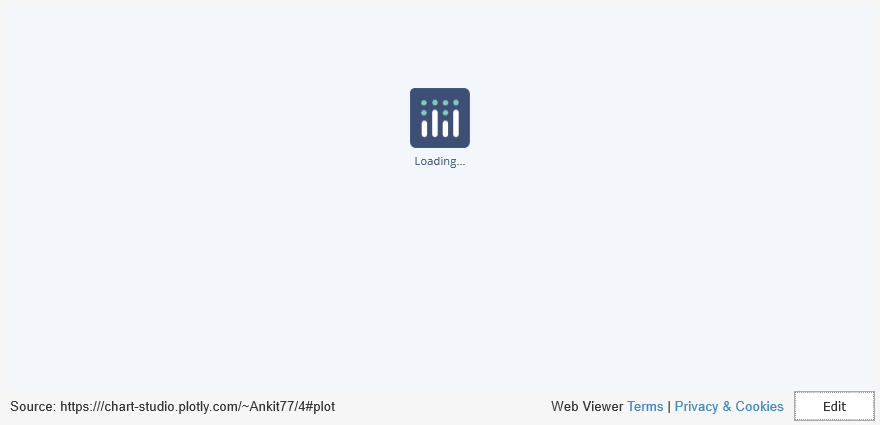 Loading...
Source: https:///chart-studio.plotly.com/~Ankit77/4#plot
Web Viewer Terms | Privacy & Cookies
Edit